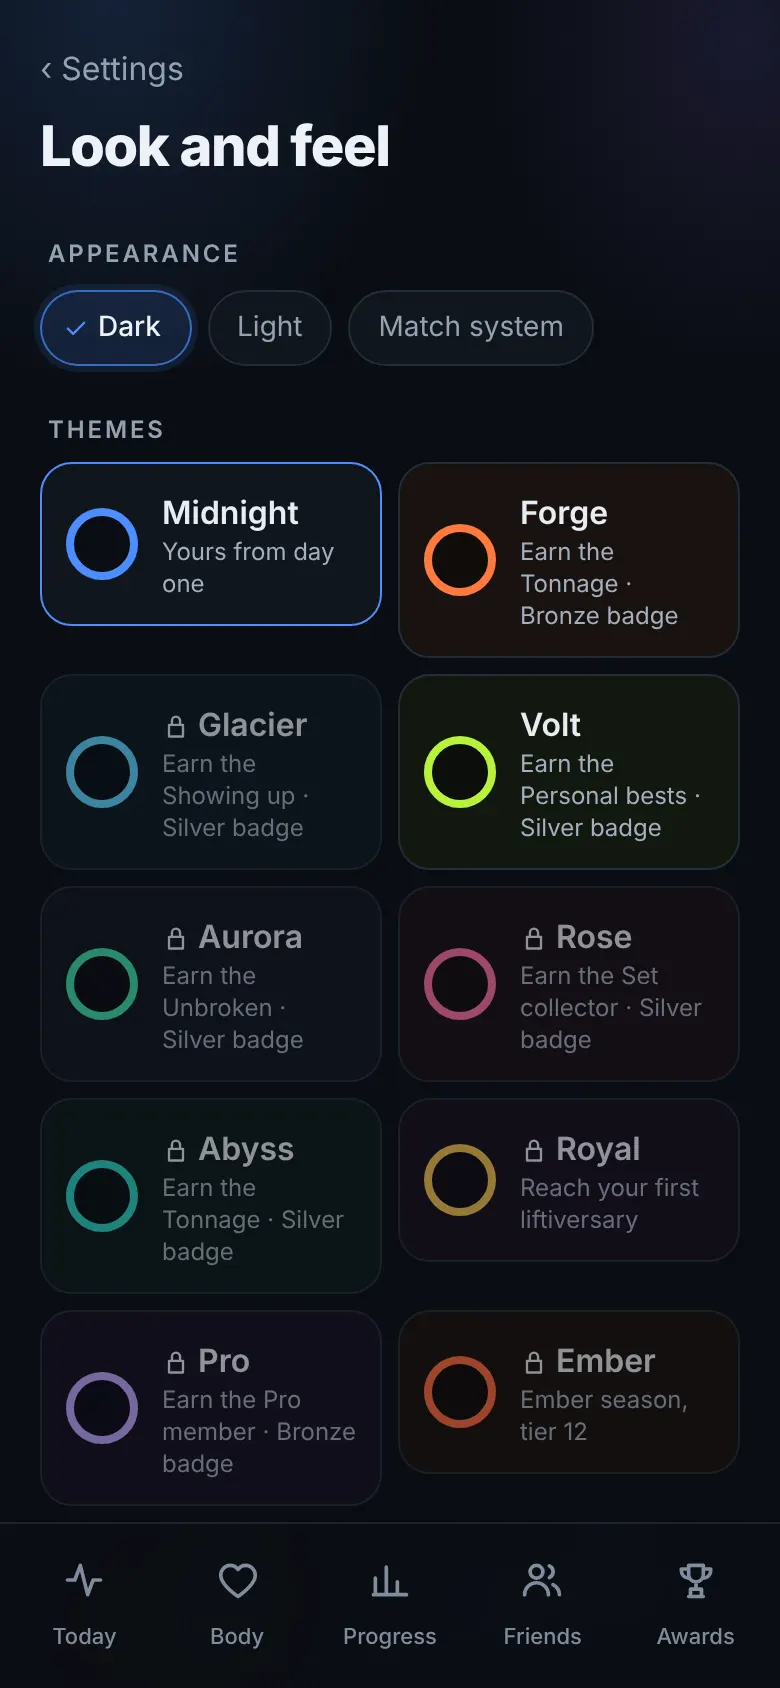 ‹ Settings
Look and feel
APPEARANCE
✓ Dark
Light
Match system
THEMES
Midnight
Yours from day
one
Forge
Earn the
Tonnage ·
Bronze badge
Glacier
Earn the
Showing up ·
Silver badge
Volt
Earn the
Personal bests ·
Silver badge
Aurora
Earn the
Unbroken ·
Silver badge
Rose
Earn the Set
collector · Silver
badge
Abyss
Earn the
Tonnage · Silver
badge
Royal
Reach your first
liftiversary
Pro
Earn the Pro
member · Bronze
badge
Ember
Ember season,
tier 12
Today
Body
Progress
Friends
Awards